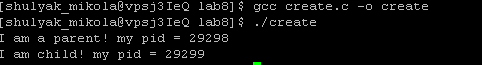 [shulyak_mikola@vpsj3IeQ lab8]$ gcc create.c -o create
[shulyak_mikola@vpsj3IeQ lab8]$ ./create
I am a parent! my pid = 29298
I am child! my pid = 29299